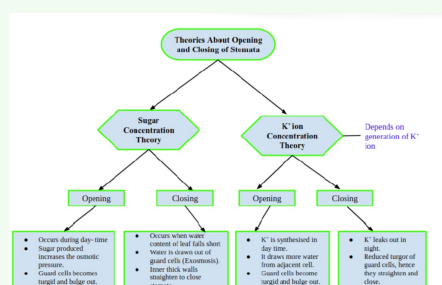 Theories About Opening
and Closing of Stomata
Sugar
Concentration
Theory
K⁺ ion
Concentration
Theory
Depends on
generation of K⁺
ion
Opening
Closing
Opening
Closing
• Occurs during day- time
• Sugar produced
increases the osmotic
pressure.
• Guard cells becomes
turgid and bulge out.
• Occurs when water
content of leaf falls short
• Water is drawn out of
guard cells (Exosmosis).
• Inner thick walls
straighten to close
• K⁺ is synthesised in
day time.
• It draws more water
from adjacent cell.
• Guard cells become
turgid and bulge out.
• K⁺ leaks out in
night.
• Reduced turgor of
guard cells, hence
they straighten and
close.